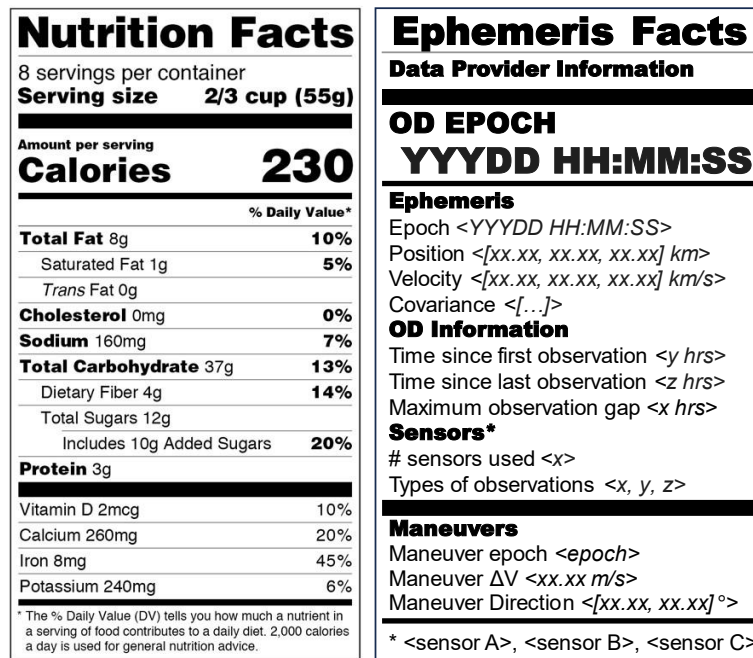 Nutrition Facts
8 servings per container
Serving size 2/3 cup (55g)
Amount per serving
Calories 230
% Daily Value*
Total Fat 8g 10%
Saturated Fat 1g 5%
Trans Fat 0g
Cholesterol 0mg 0%
Sodium 160mg 7%
Total Carbohydrate 37g 13%
Dietary Fiber 4g 14%
Total Sugars 12g
Includes 10g Added Sugars 20%
Protein 3g
Vitamin D 2mcg 10%
Calcium 260mg 20%
Iron 8mg 45%
Potassium 240mg 6%
* The % Daily Value (DV) tells you how much a nutrient in
a serving of food contributes to a daily diet. 2,000 calories
a day is used for general nutrition advice.
Ephemeris Facts
Data Provider Information
OD EPOCH
YYYDD HH:MM:SS
Ephemeris
Epoch <YYYDD HH:MM:SS>
Position <[xx.xx, xx.xx, xx.xx] km>
Velocity <[xx.xx, xx.xx, xx.xx] km/s>
Covariance <[…]>
OD Information
Time since first observation <y hrs>
Time since last observation <z hrs>
Maximum observation gap <x hrs>
Sensors*
# sensors used <x>
Types of observations <x, y, z>
Maneuvers
Maneuver epoch <epoch>
Maneuver ΔV <xx.xx m/s>
Maneuver Direction <[xx.xx, xx.xx] °>
* <sensor A>, <sensor B>, <sensor C>